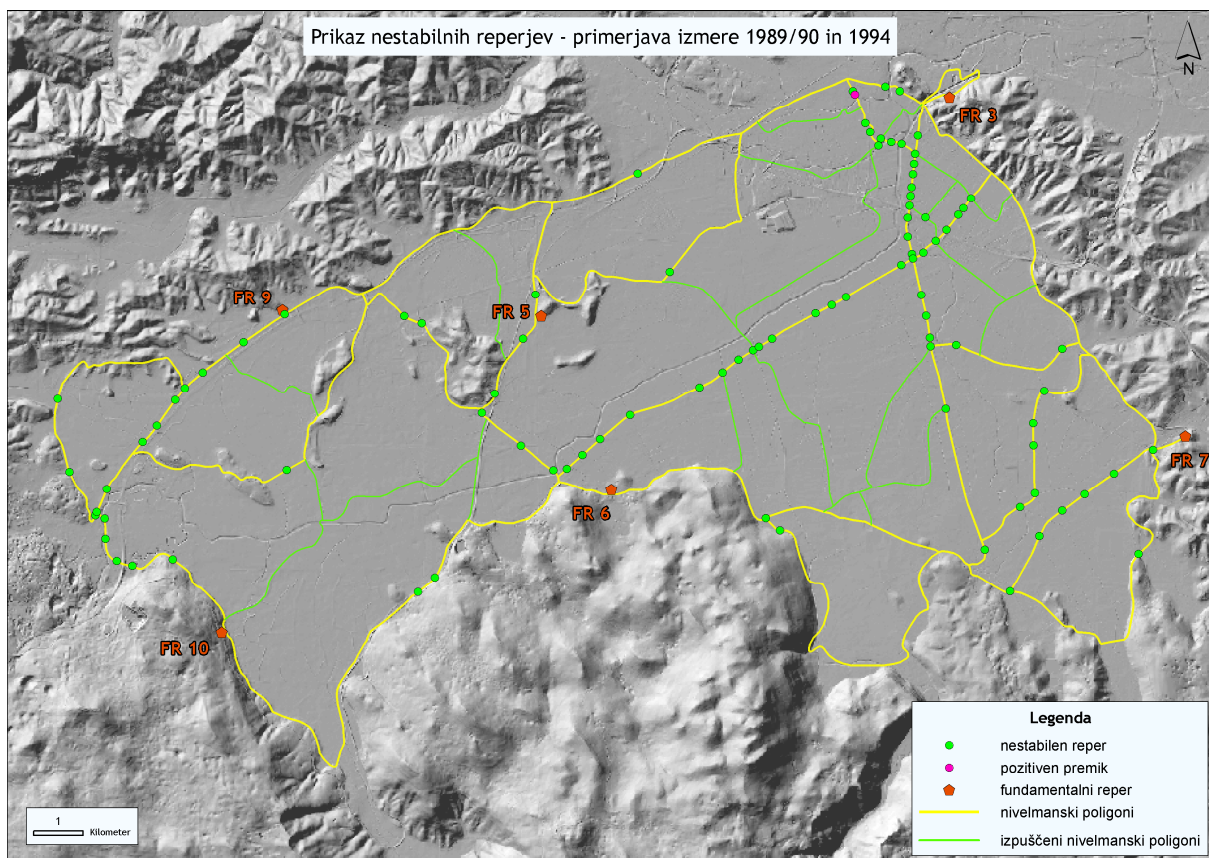 Prikaz nestabilnih reperjev - primerjava izmere 1989/90 in 1994
N
FR 3
FR 9
FR 5
FR 7
FR 6
FR 10
Legenda
nestabilen reper
pozitiven premik
fundamentalni reper
nivelmanski poligoni
izpuščeni nivelmanski poligoni
1
Kilometer